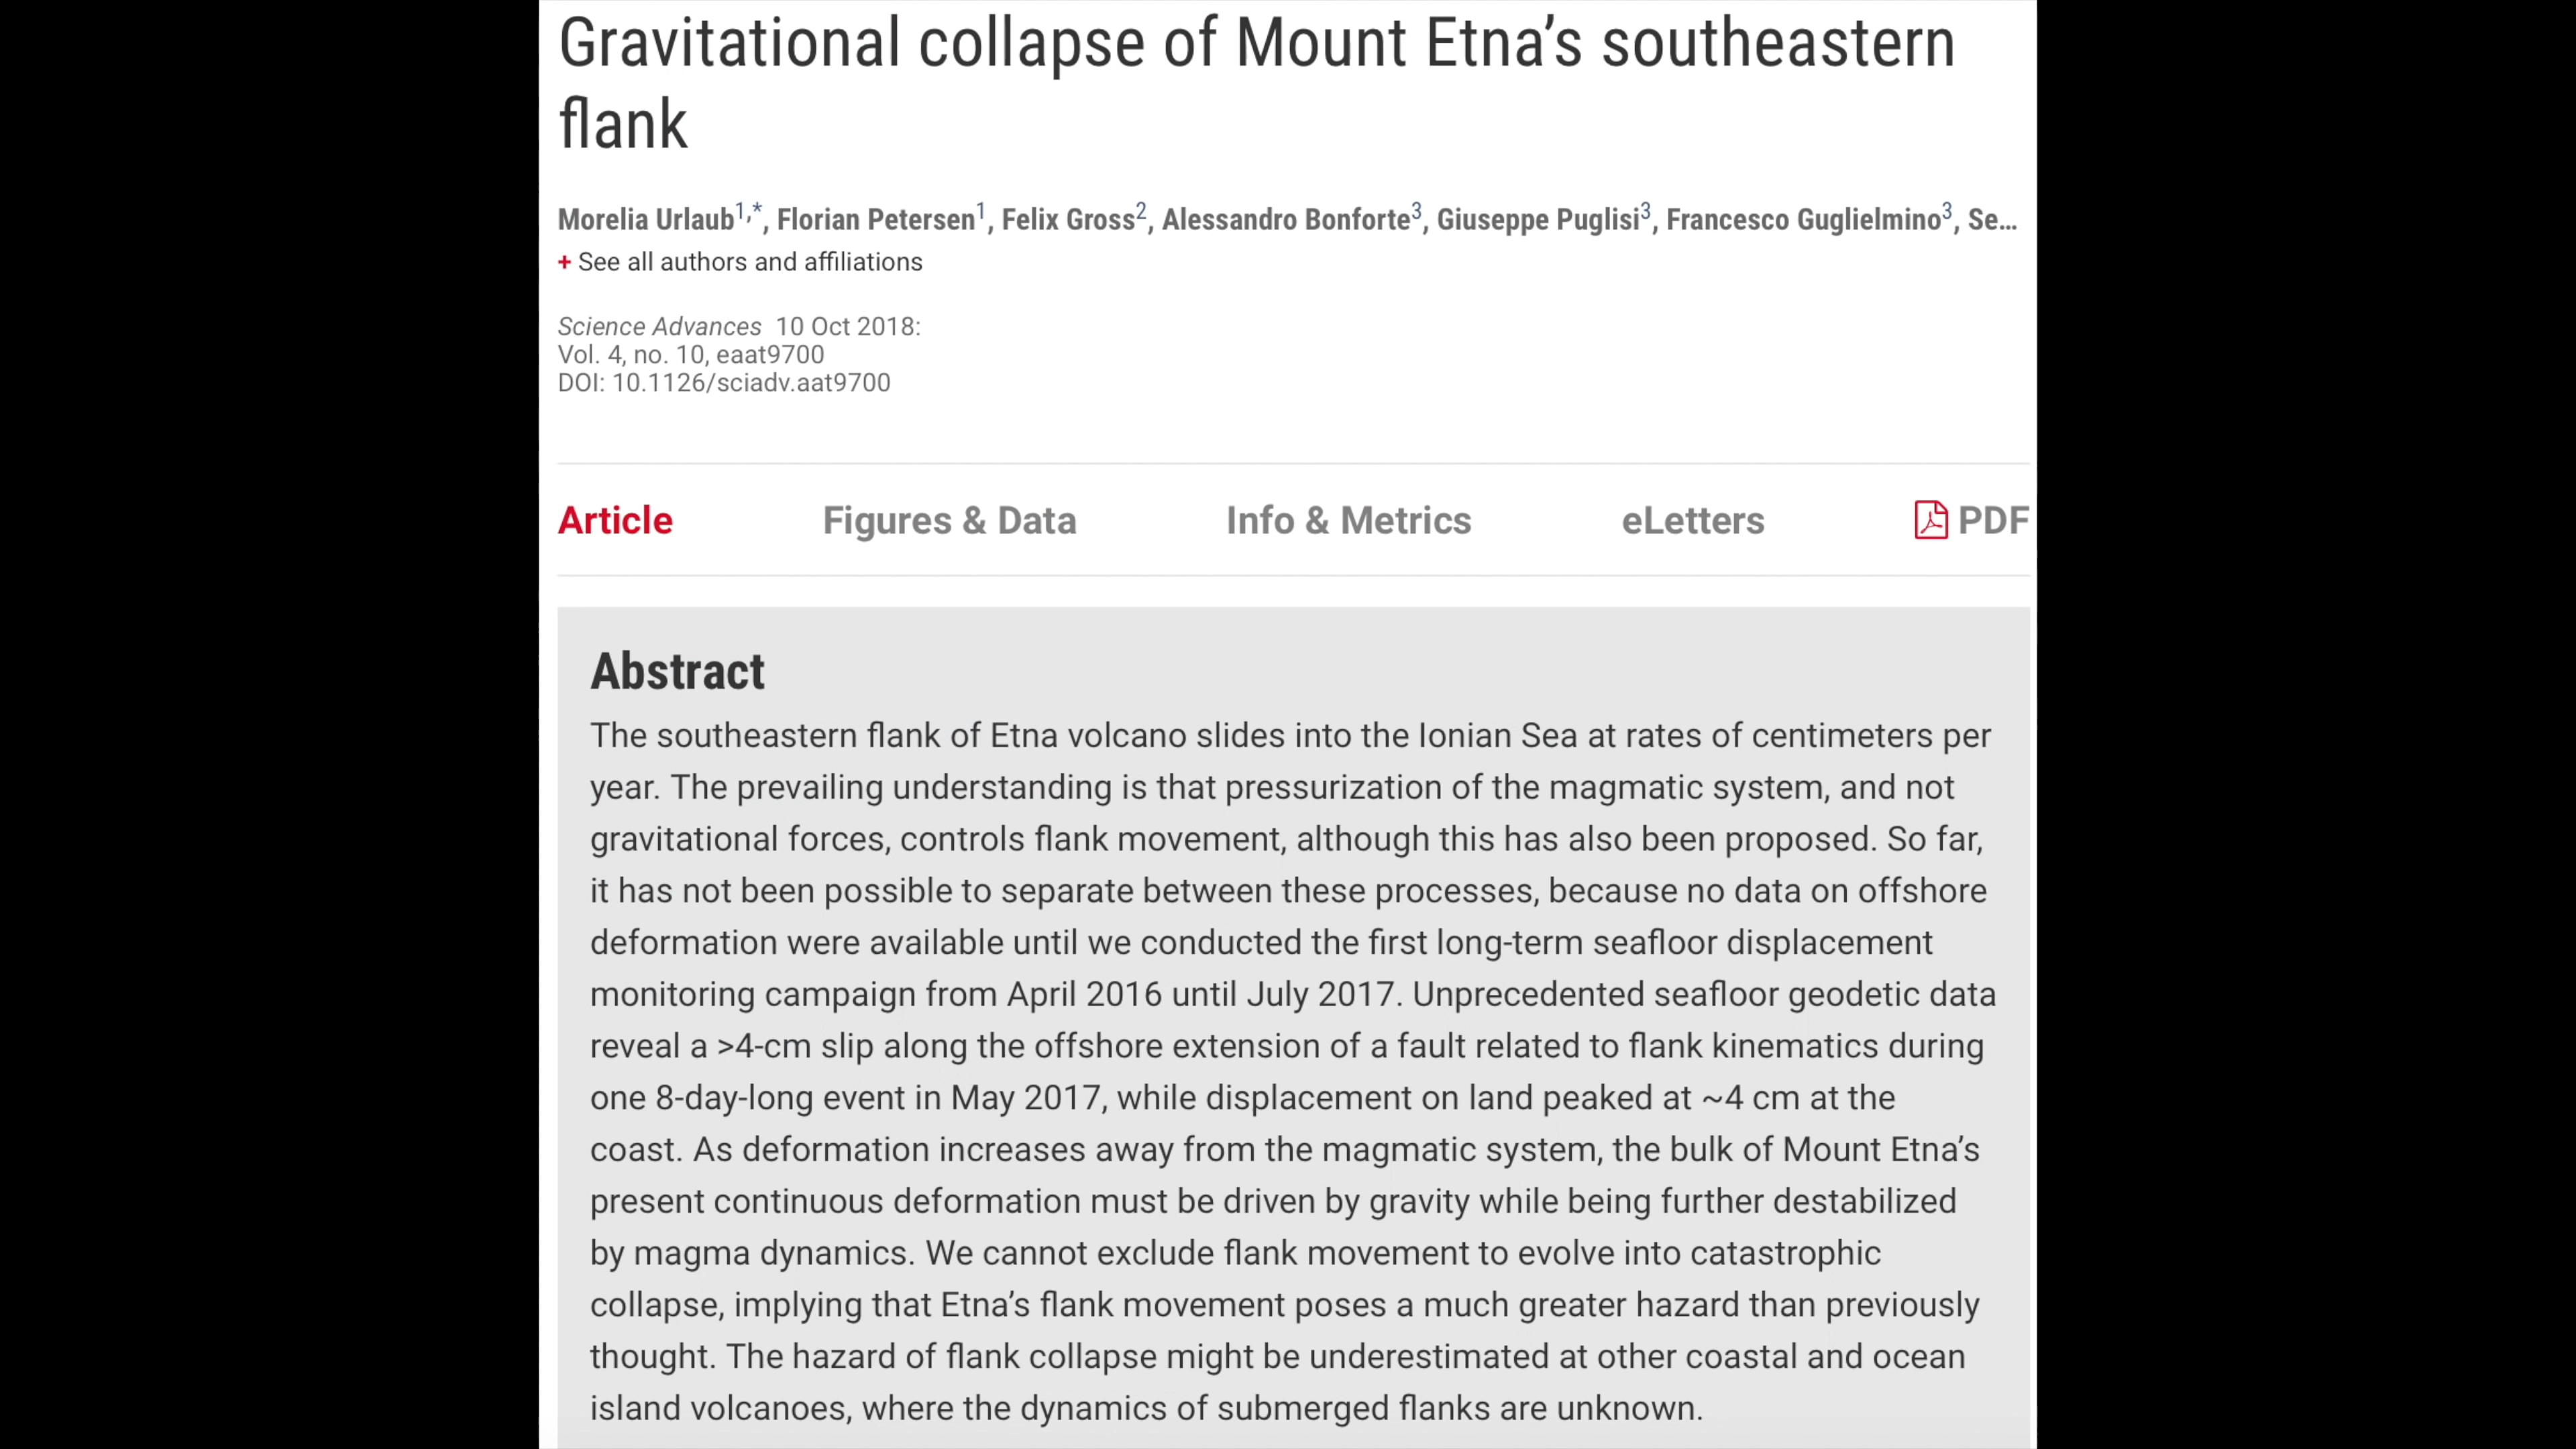 Gravitational collapse of Mount Etna’s southeastern
flank
Morelia Urlaub1,*, Florian Petersen1, Felix Gross2, Alessandro Bonforte3, Giuseppe Puglisi3, Francesco Guglielmino3, Se…
+ See all authors and affiliations
Science Advances 10 Oct 2018:
Vol. 4, no. 10, eaat9700
DOI: 10.1126/sciadv.aat9700
Article Figures & Data Info & Metrics eLetters PDF
Abstract
The southeastern flank of Etna volcano slides into the Ionian Sea at rates of centimeters per
year. The prevailing understanding is that pressurization of the magmatic system, and not
gravitational forces, controls flank movement, although this has also been proposed. So far,
it has not been possible to separate between these processes, because no data on offshore
deformation were available until we conducted the first long-term seafloor displacement
monitoring campaign from April 2016 until July 2017. Unprecedented seafloor geodetic data
reveal a >4-cm slip along the offshore extension of a fault related to flank kinematics during
one 8-day-long event in May 2017, while displacement on land peaked at ~4 cm at the
coast. As deformation increases away from the magmatic system, the bulk of Mount Etna’s
present continuous deformation must be driven by gravity while being further destabilized
by magma dynamics. We cannot exclude flank movement to evolve into catastrophic
collapse, implying that Etna’s flank movement poses a much greater hazard than previously
thought. The hazard of flank collapse might be underestimated at other coastal and ocean
island volcanoes, where the dynamics of submerged flanks are unknown.